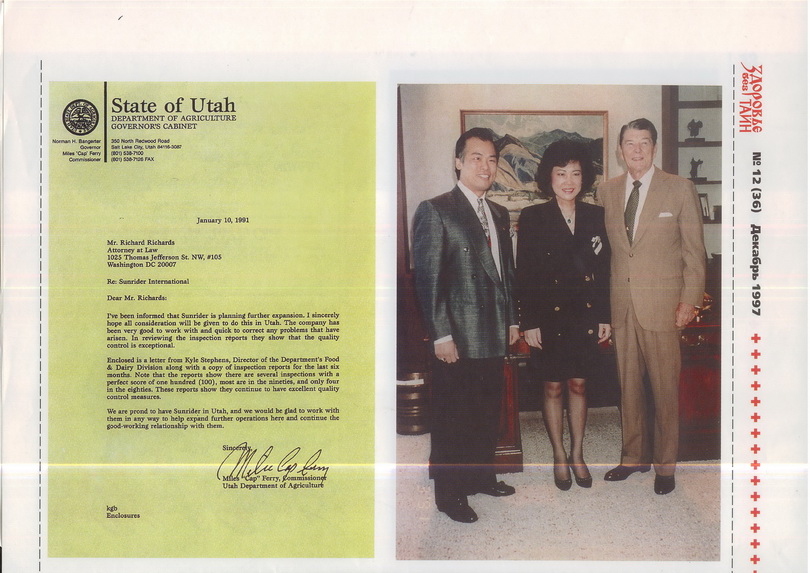 State of Utah
DEPARTMENT OF AGRICULTURE
GOVERNOR'S CABINET
Norman H. Bangerter
Governor
Miles "Cap" Ferry
Commissioner
350 North Redwood Road
Salt Lake City, Utah 84116-3087
(801) 538-7100
(801) 538-7126 FAX
January 10, 1991
Mr. Richard Richards
Attorney at Law
1025 Thomas Jefferson St. NW, #105
Washington DC 20007
Re: Sunrider International
Dear Mr. Richards:
I've been informed that Sunrider is planning further expansion. I sincerely
hope all consideration will be given to do this in Utah. The company has
been very good to work with and quick to correct any problems that have
arisen. In reviewing the inspection reports they show that the quality
control is exceptional.
Enclosed is a letter from Kyle Stephens, Director of the Department's Food
& Dairy Division along with a copy of inspection reports for the last six
months. Note that the reports show there are several inspections with a
perfect score of one hundred (100), most are in the nineties, and only four
in the eighties. These reports show they continue to have excellent quality
control measures.
We are proud to have Sunrider in Utah, and we would be glad to work with
them in any way to help expand further operations here and continue the
good-working relationship with them.
Sincerely,
Miles "Cap" Ferry, Commissioner
Utah Department of Agriculture
kgb
Enclosures
ЗДОРОВЬЕ
без ТАЙН
№ 12 (36) Декабрь 1997